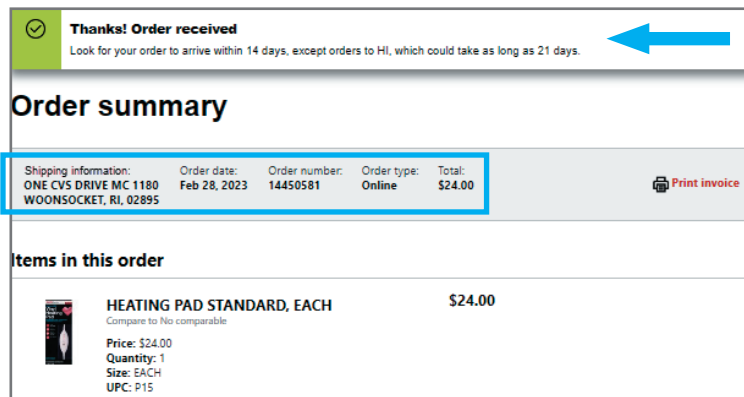 Thanks! Order received
Look for your order to arrive within 14 days, except orders to HI, which could take as long as 21 days.
Order summary
Shipping information: Order date: Order number: Order type: Total:
ONE CVS DRIVE MC 1180 Feb 28, 2023 14450581 Online $24.00
WOONSOCKET, RI, 02895
Print invoice
Items in this order
HEATING PAD STANDARD, EACH $24.00
Compare to No comparable
Price: $24.00
Quantity: 1
Size: EACH
UPC: P15